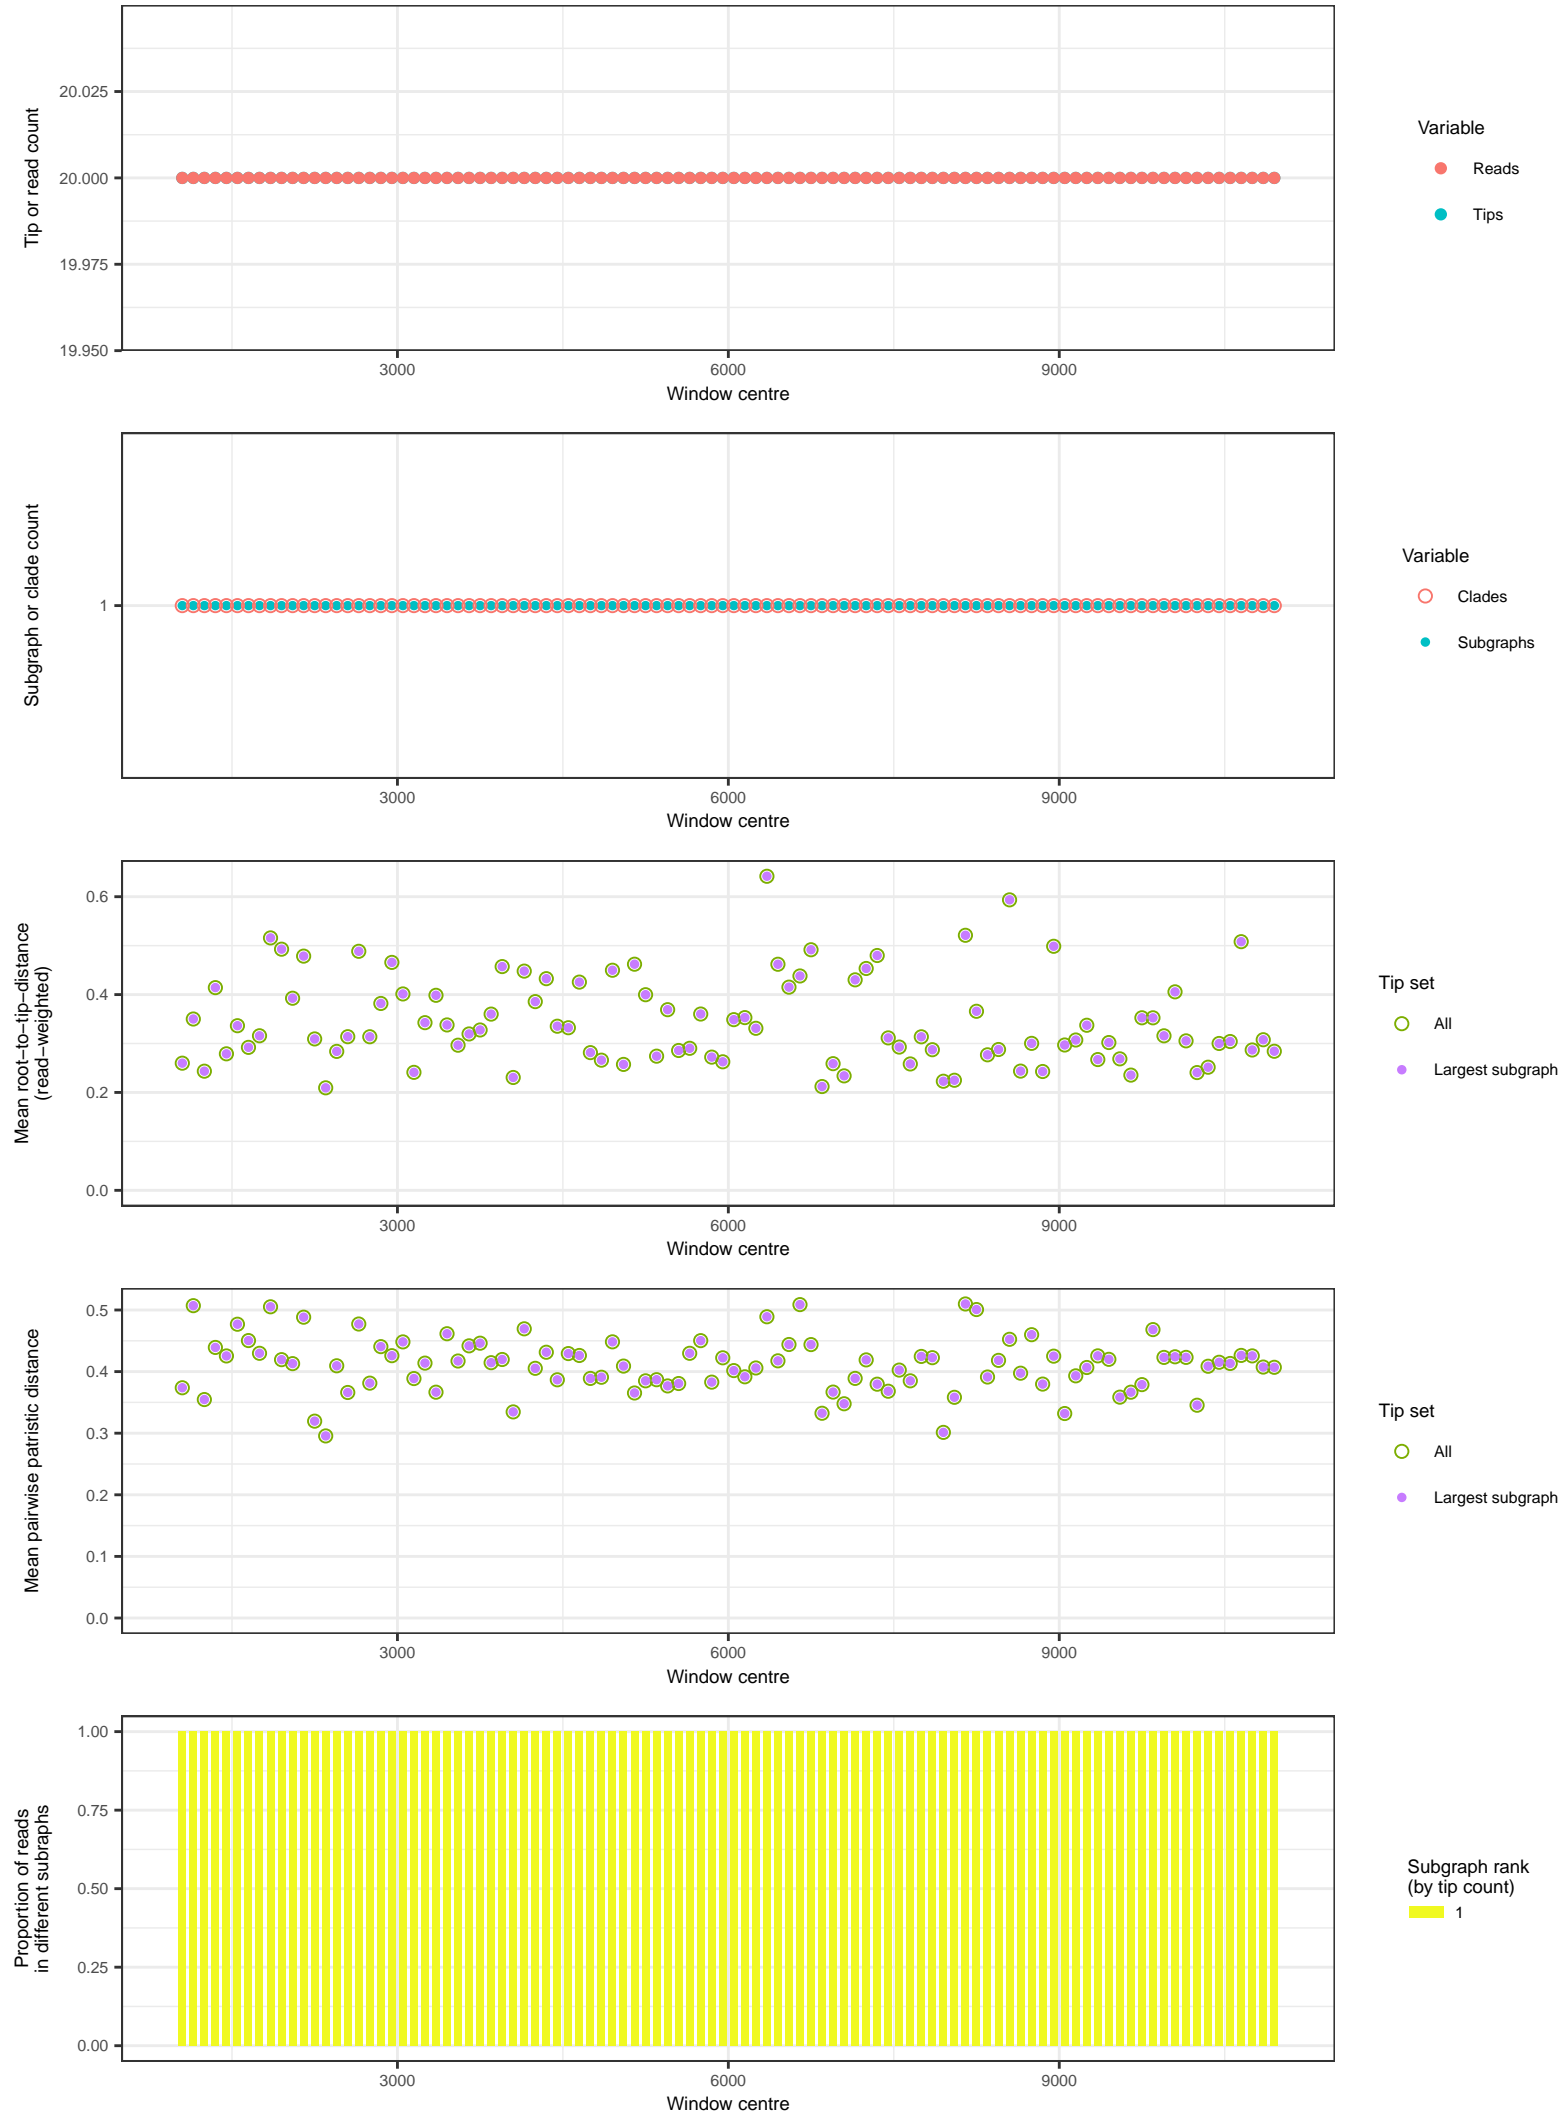 20.025
20.000
19.975
19.950
Tip or read count
3000
6000
9000
Window centre
Variable
Reads
Tips
1
Subgraph or clade count
3000
6000
9000
Window centre
Variable
Clades
Subgraphs
0.6
0.4
0.2
0.0
Mean root−to−tip−distance
(read−weighted)
3000
6000
9000
Window centre
Tip set
All
Largest subgraph
0.5
0.4
0.3
0.2
0.1
0.0
Mean pairwise patristic distance
3000
6000
9000
Window centre
Tip set
All
Largest subgraph
1.00
0.75
0.50
0.25
0.00
Proportion of reads
in different subraphs
3000
6000
9000
Window centre
Subgraph rank
(by tip count)
1